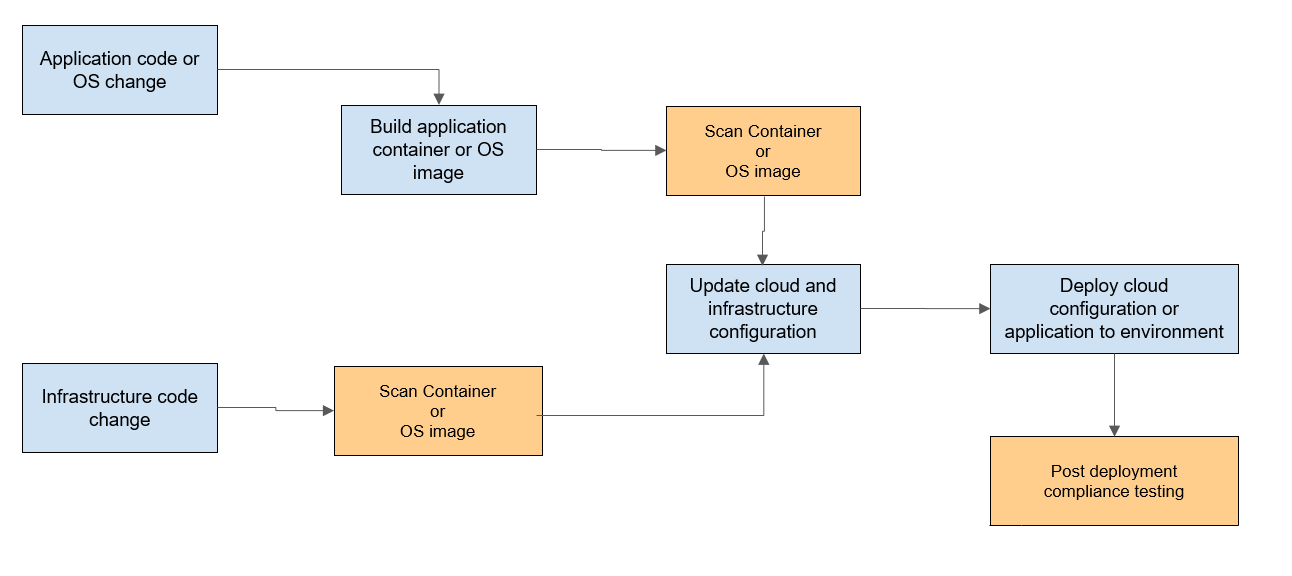 Application code or
OS change
Build application
container or OS
image
Scan Container
or
OS image
Update cloud and
infrastructure
configuration
Deploy cloud
configuration or
application to environment
Infrastructure code
change
Scan Container
or
OS image
Post deployment
compliance testing